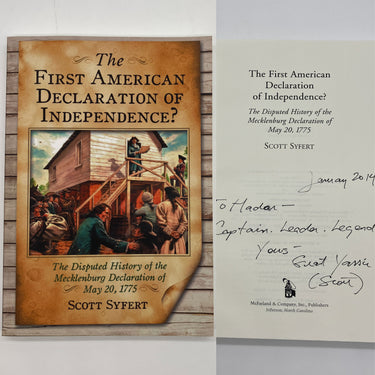 The
First American
Declaration of
Independence?
The Disputed History of the
Mecklenburg Declaration of
May 20, 1775
Scott Syfert
The First American
Declaration
of Independence?
The Disputed History of the
Mecklenburg Declaration of
May 20, 1775
Scott Syfert
January 2014
To Hadar –
Captain. Leader. Legend
Yours –
(Scott)
McFarland & Company, Inc., Publishers
Jefferson, North Carolina